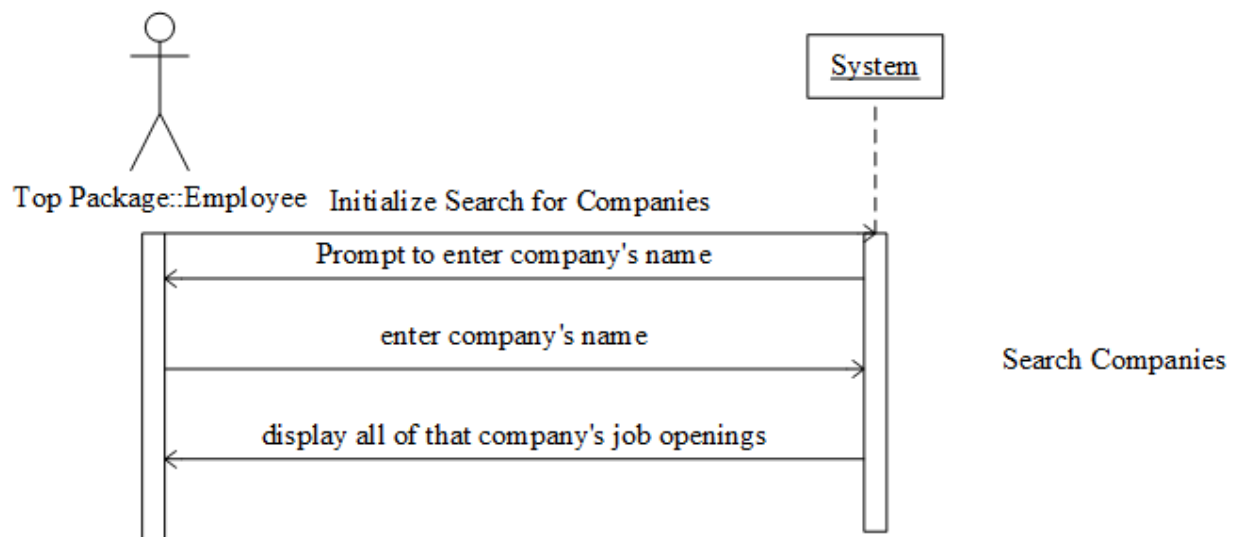 System
Top Package::Employee
Initialize Search for Companies
Prompt to enter company's name
enter company's name
Search Companies
display all of that company's job openings